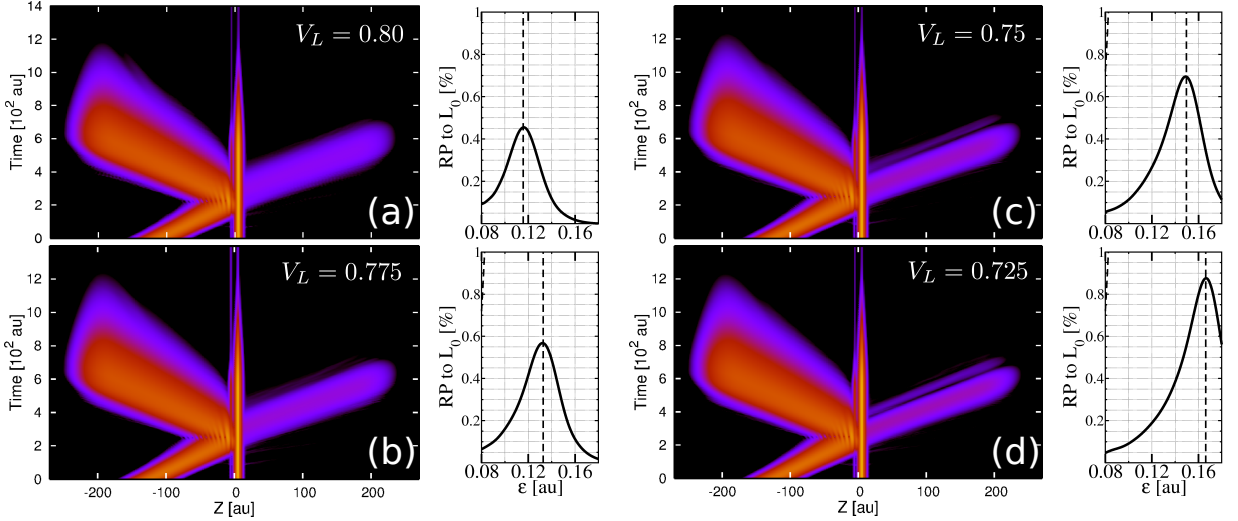 14
12
10
8
6
4
2
0
Time [10² au]
V_L = 0.80
(a)
1
0.8
0.6
0.4
0.2
RP to L₀ [%]
0.08 0.12 0.16
14
12
10
8
6
4
2
0
Time [10² au]
V_L = 0.75
(c)
1
0.8
0.6
0.4
0.2
RP to L₀ [%]
0.08 0.12 0.16
12
10
8
6
4
2
0
Time [10² au]
V_L = 0.775
(b)
-100 0 100 200
Z [au]
1
0.8
0.6
0.4
0.2
RP to L₀ [%]
0.08 0.12 0.16
ε [au]
12
10
8
6
4
2
0
Time [10² au]
V_L = 0.725
(d)
-200 -100 0 100 200
Z [au]
1
0.8
0.6
0.4
0.2
RP to L₀ [%]
0.08 0.12 0.16
ε [au]